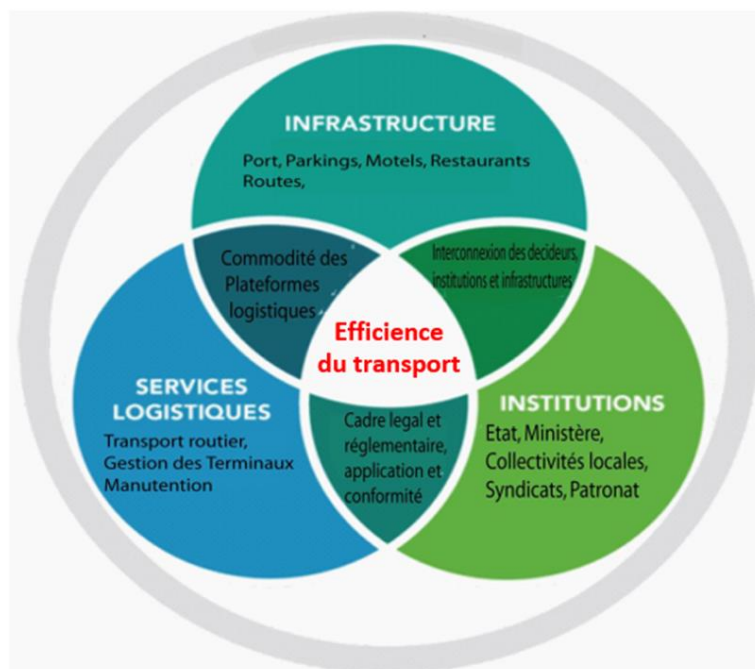 INFRASTRUCTURE
Port, Parkings, Motels, Restaurants
Routes,
Commodité des
Plateformes
logistiques
Interconnexion des decideurs,
institutions et infrastructures
Efficience
du transport
SERVICES
LOGISTIQUES
Transport routier,
Gestion des Terminaux
Manutention
Cadre legal et
réglementaire,
application et
conformité
INSTITUTIONS
Etat, Ministère,
Collectivités locales,
Syndicats, Patronat